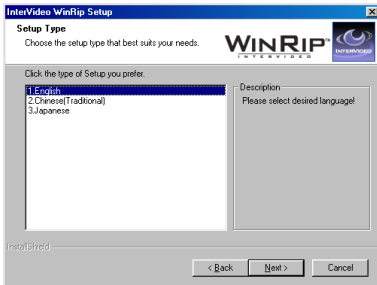 InterVideo WinRip Setup
Setup Type
Choose the setup type that best suits your needs.
WINRIP™
INTERVIDEO
INTERVIDEO
Click the type of Setup you prefer.
1.English
2.Chinese(Traditional)
3.Japanese
Description
Please select desired language!
InstallShield
< Back
Next >
Cancel